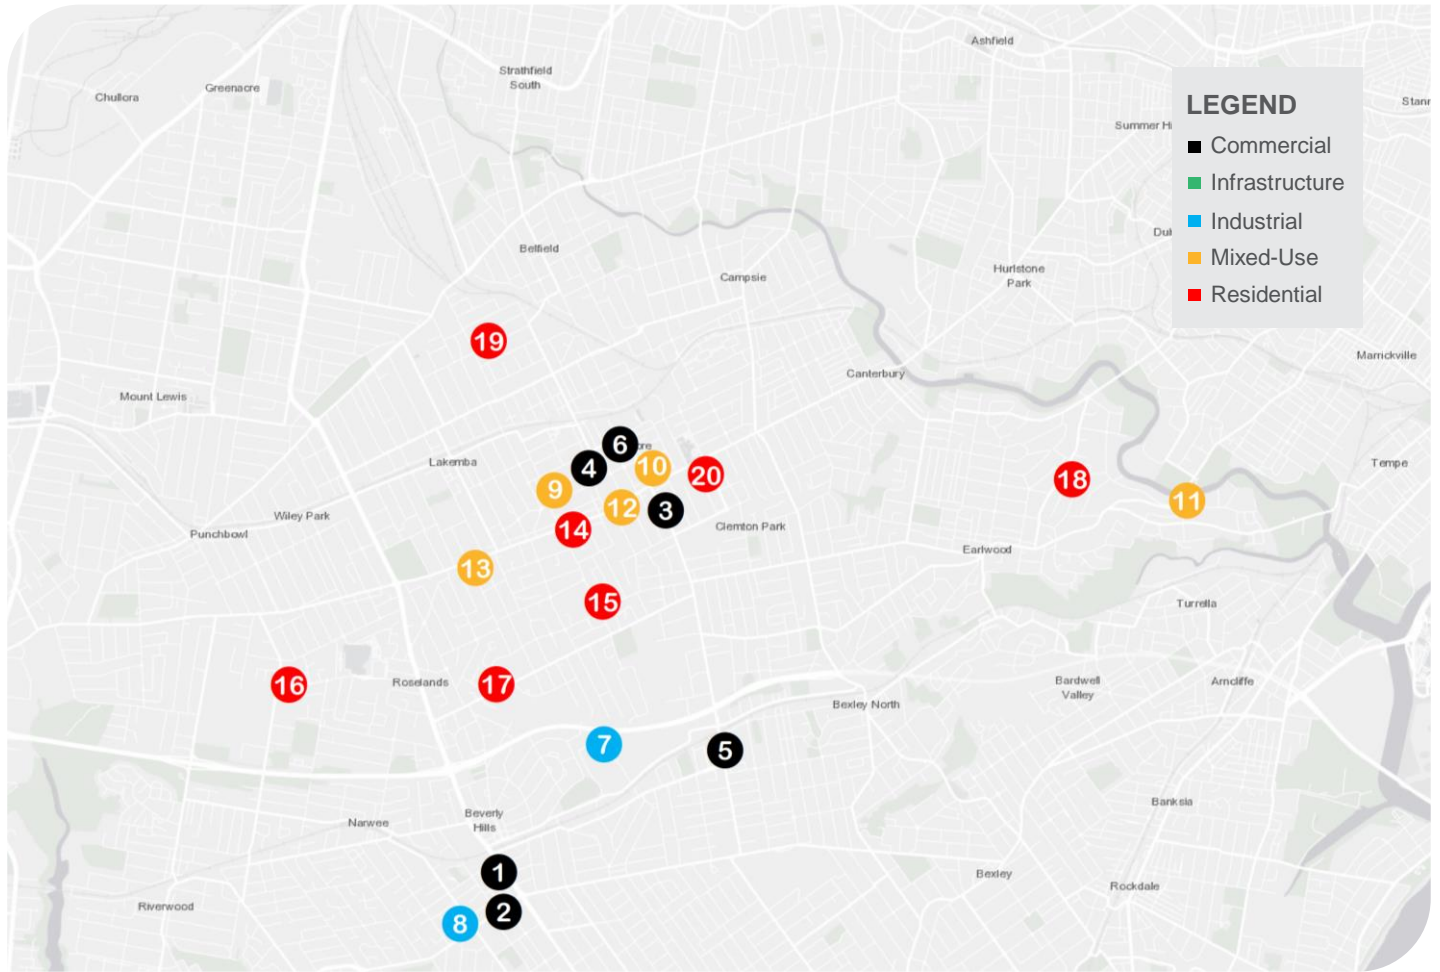 Ashfield
Strathfield
South
Chullora
Greenacre
LEGEND
Commercial
Infrastructure
Industrial
Mixed-Use
Residential
Stanr
Summer Hi
Dul
Belfield
Campsie
Hurlstone
Park
19
Marrickville
Canterbury
Mount Lewis
6
ore
4
10
20
Lakemba
Tempe
18
9
11
12
3
14
Wiley Park
Punchbowl
Clemton Park
Earlwood
13
15
Turrella
16
Roselands
17
Bardwell
Valley
Arncliffe
Bexley North
7
5
Banksia
Beverly
Hills
Narwee
1
Bexley
Rockdale
Riverwood
2
8